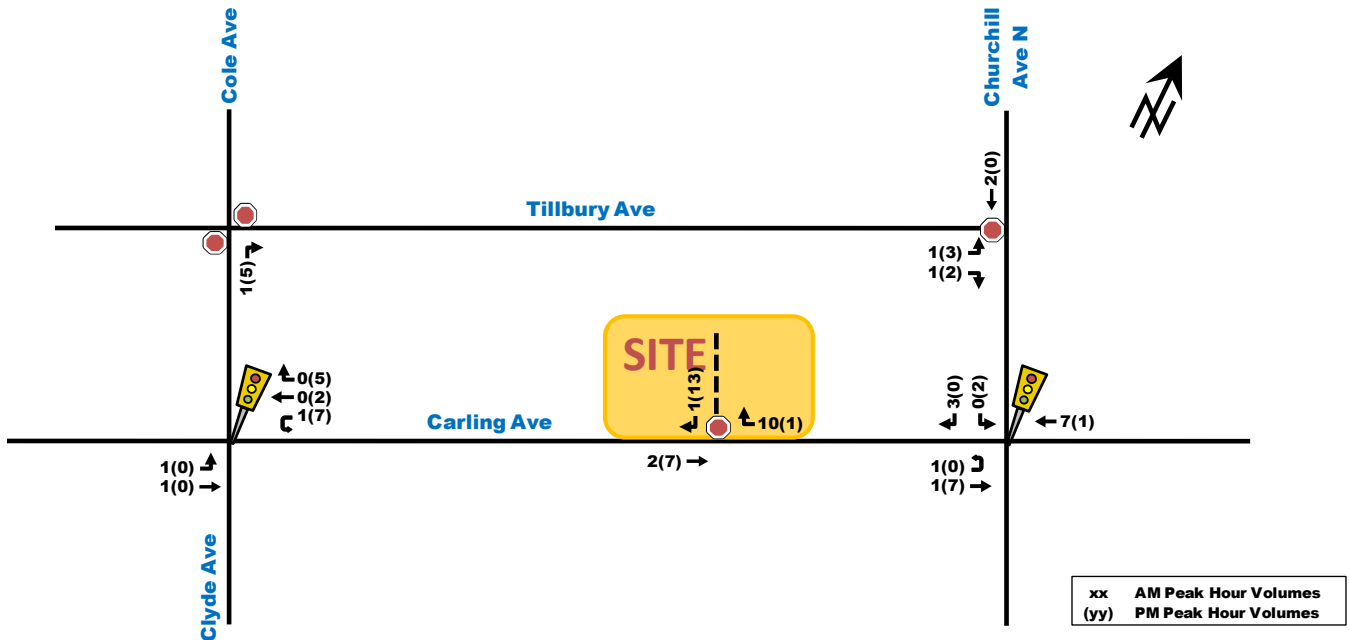 Cole Ave
Churchill
Ave N
2(0)
Tillbury Ave
1(5)
1(3)
1(2)
SITE
0(5)
0(2)
1(7)
1(13)
10(1)
3(0)
0(2)
7(1)
Carling Ave
1(0)
1(0)
2(7)
1(0)
1(7)
Clyde Ave
xx AM Peak Hour Volumes
(yy) PM Peak Hour Volumes